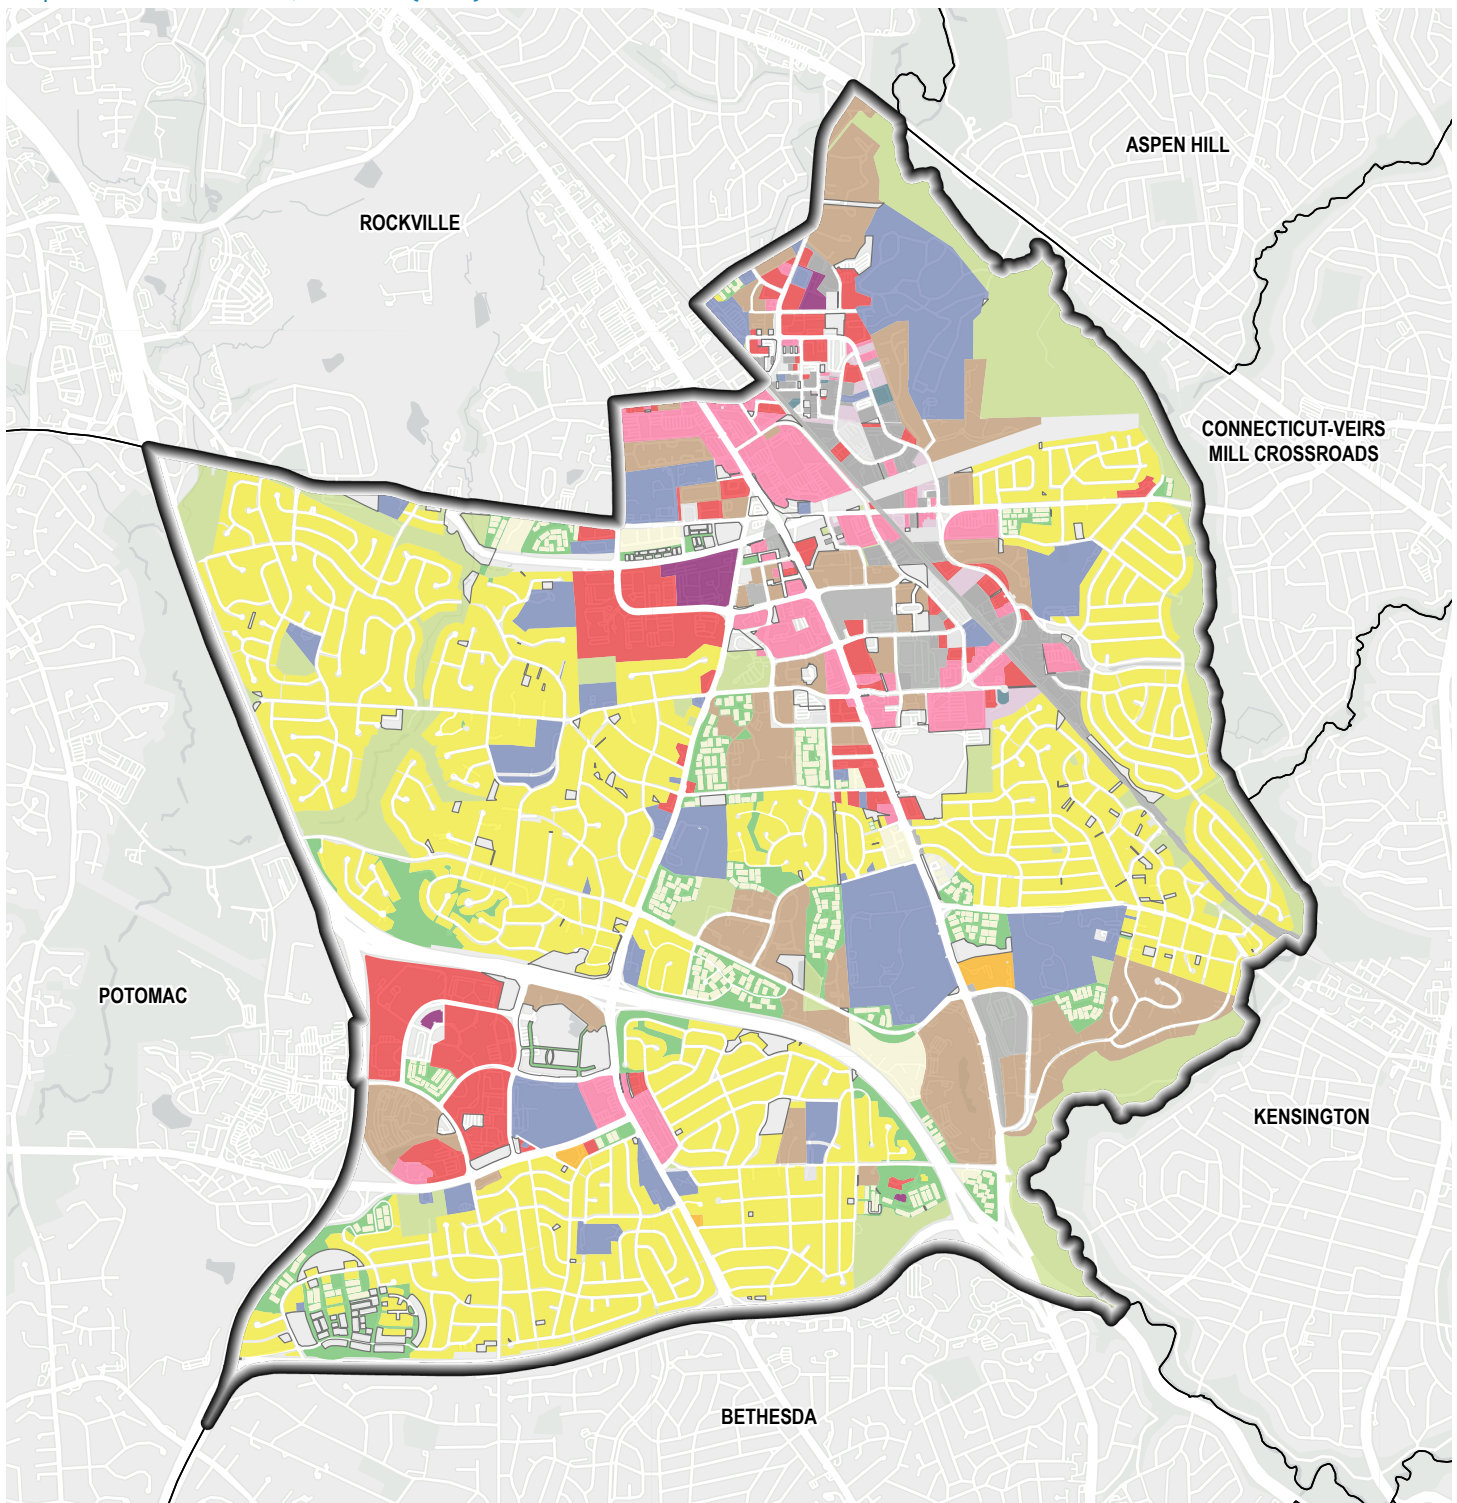 ASPEN HILL
ROCKVILLE
CONNECTICUT-VEIRS
MILL CROSSROADS
POTOMAC
KENSINGTON
BETHESDA